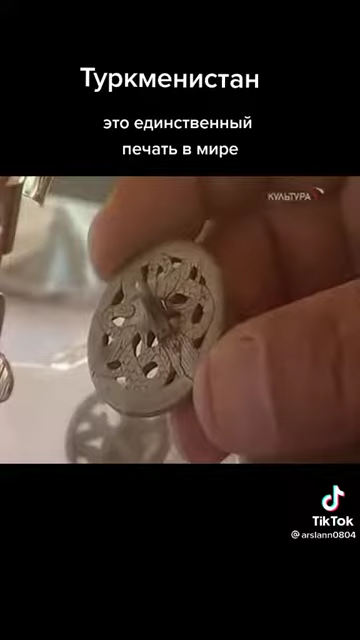 Туркменистан
это единственный
печать в мире
КУЛЬТУРА
TikTok
@arslann0804